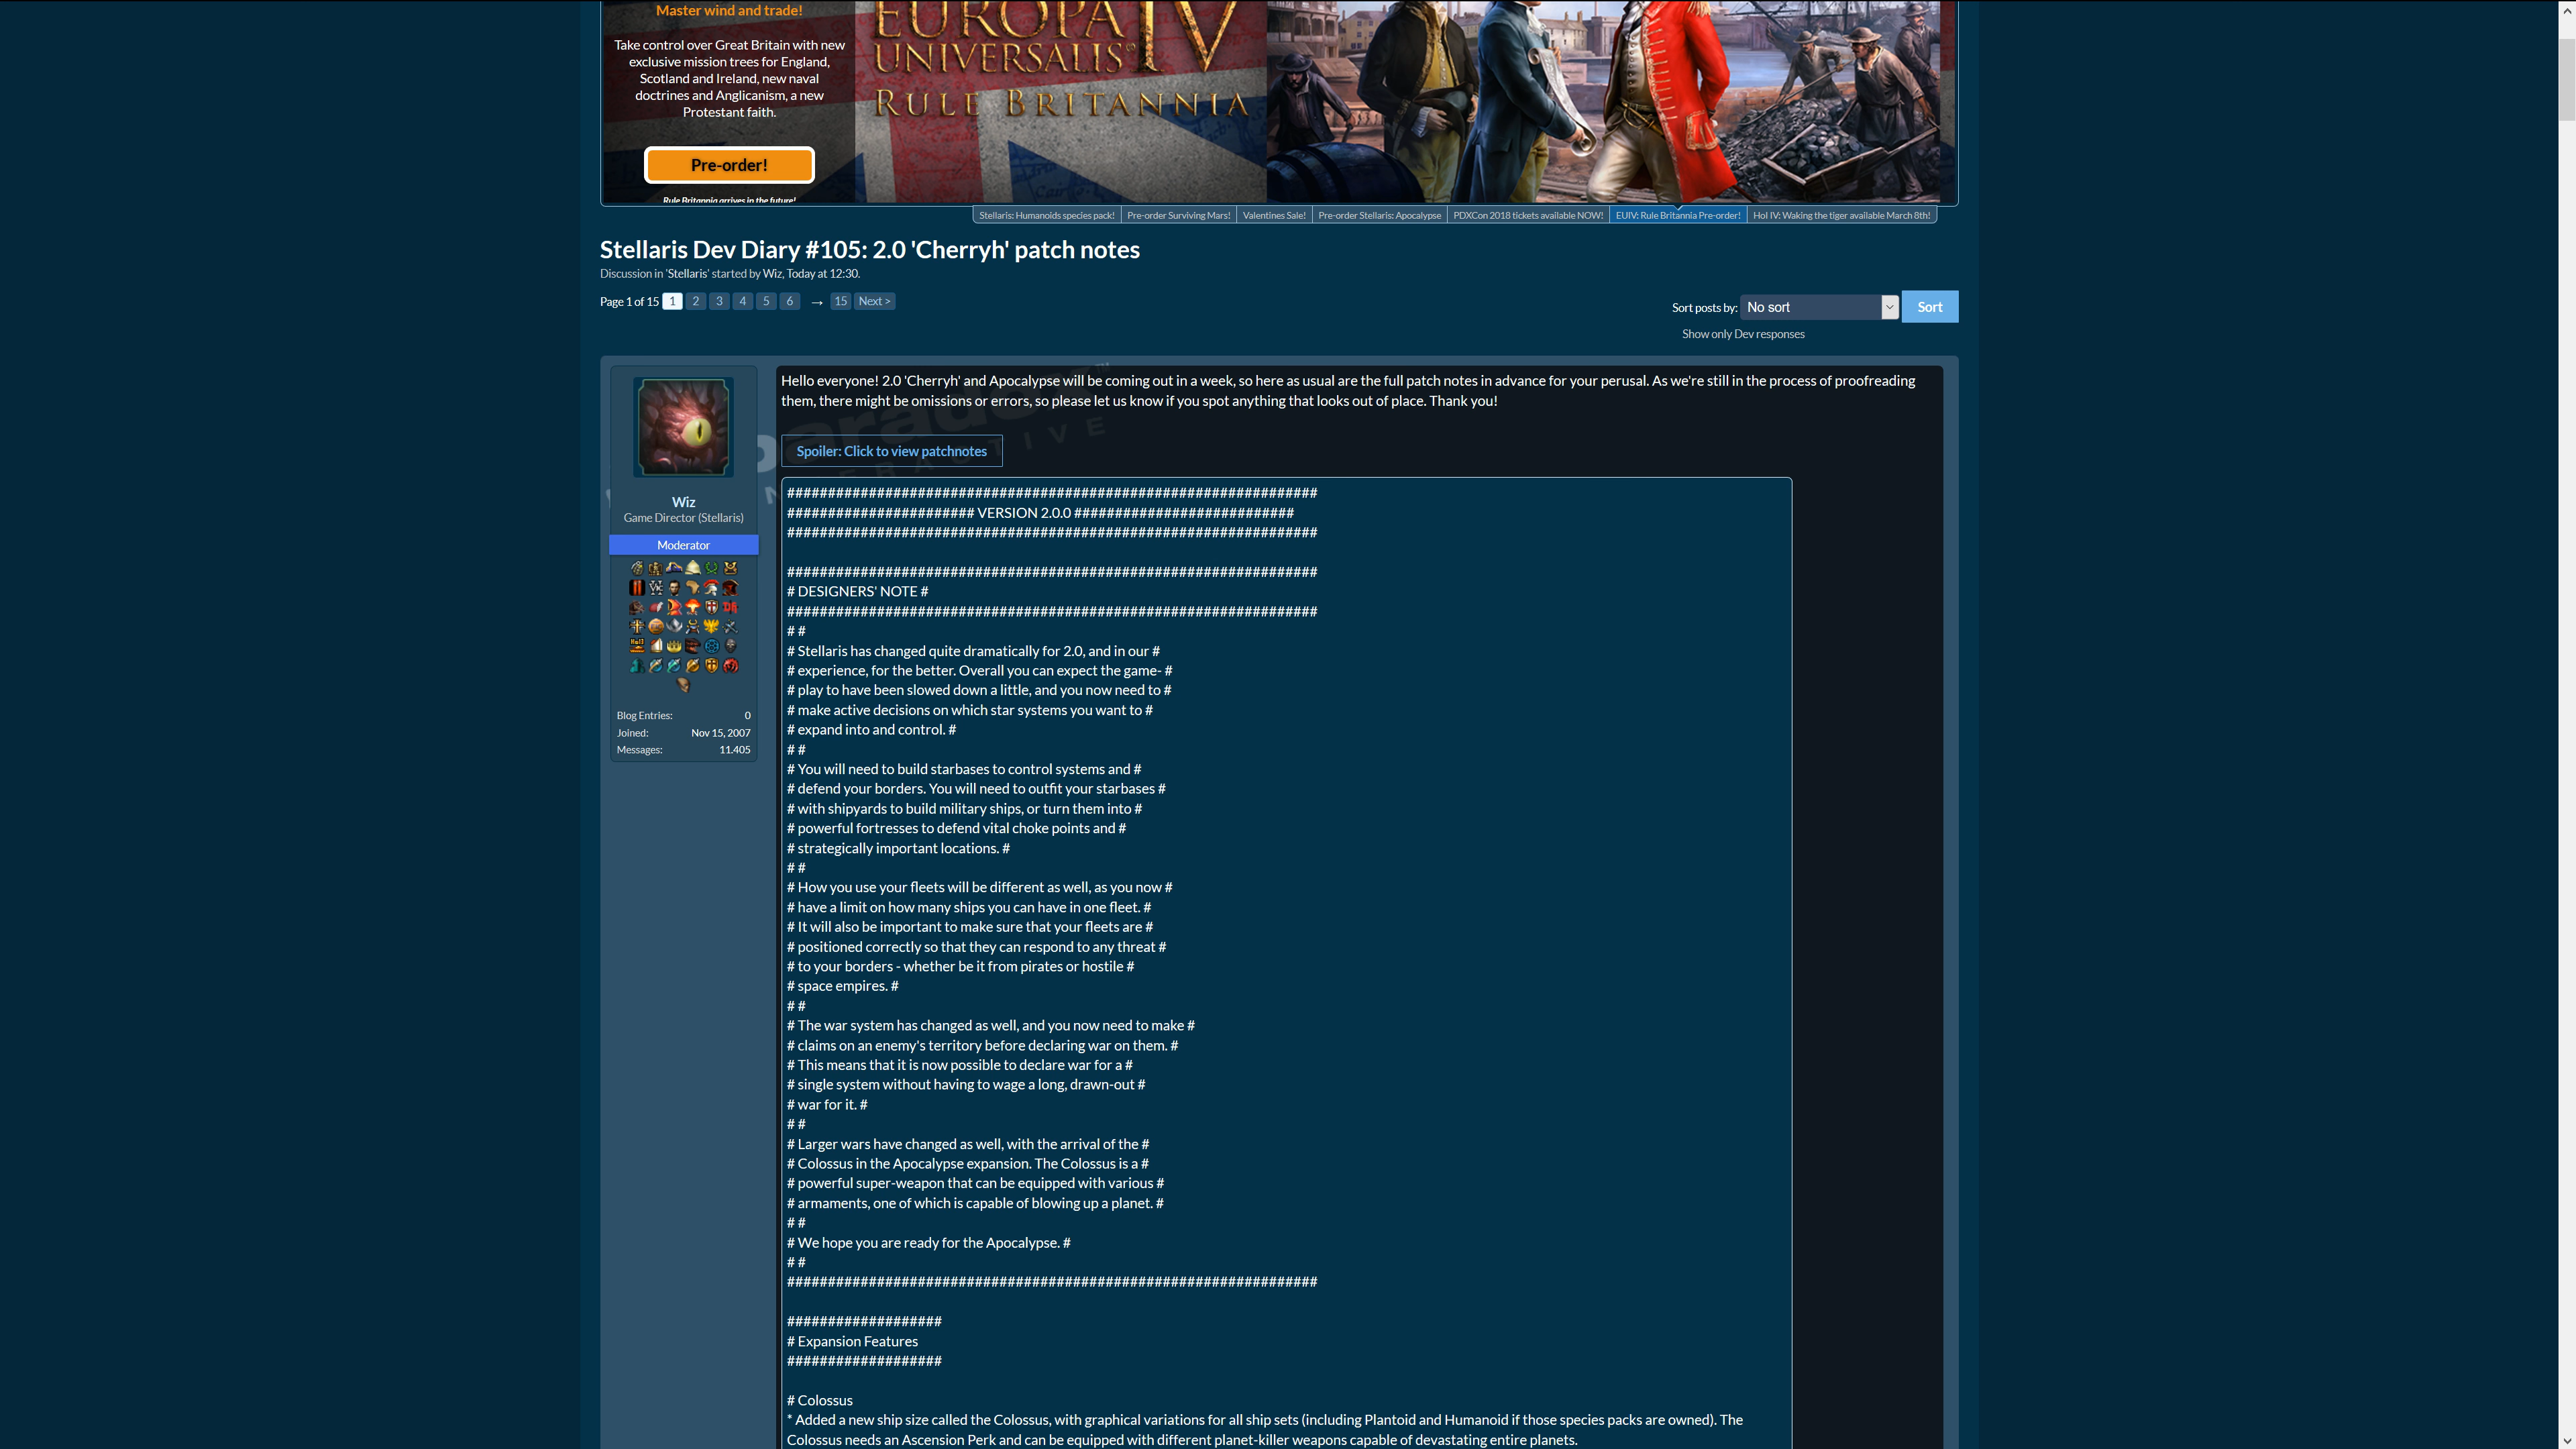 Master wind and trade!
Take control over Great Britain with new
exclusive mission trees for England,
Scotland and Ireland, new naval
doctrines and Anglicanism, a new
Protestant faith.
Pre-order!
Rule Britannia arrives in the future!
EUROPA
UNIVERSALIS IV
RULE BRITANNIA
Stellaris: Humanoids species pack! Pre-order Surviving Mars! Valentines Sale! Pre-order Stellaris: Apocalypse PDXCon 2018 tickets available NOW! EUIV: Rule Britannia Pre-order! HoI IV: Waking the tiger available March 8th!
Stellaris Dev Diary #105: 2.0 'Cherryh' patch notes
Discussion in 'Stellaris' started by Wiz, Today at 12:30.
Page 1 of 15 1 2 3 4 5 6 → 15 Next >
Sort posts by: No sort Sort
Show only Dev responses
Wiz
Game Director (Stellaris)
Moderator
Blog Entries: 0
Joined: Nov 15, 2007
Messages: 11.405
Hello everyone! 2.0 'Cherryh' and Apocalypse will be coming out in a week, so here as usual are the full patch notes in advance for your perusal. As we're still in the process of proofreading
them, there might be omissions or errors, so please let us know if you spot anything that looks out of place. Thank you!
Spoiler: Click to view patchnotes
#################################################################
####################### VERSION 2.0.0 ###########################
#################################################################
#################################################################
# DESIGNERS' NOTE #
#################################################################
# #
# Stellaris has changed quite dramatically for 2.0, and in our #
# experience, for the better. Overall you can expect the game- #
# play to have been slowed down a little, and you now need to #
# make active decisions on which star systems you want to #
# expand into and control. #
# #
# You will need to build starbases to control systems and #
# defend your borders. You will need to outfit your starbases #
# with shipyards to build military ships, or turn them into #
# powerful fortresses to defend vital choke points and #
# strategically important locations. #
# #
# How you use your fleets will be different as well, as you now #
# have a limit on how many ships you can have in one fleet. #
# It will also be important to make sure that your fleets are #
# positioned correctly so that they can respond to any threat #
# to your borders - whether be it from pirates or hostile #
# space empires. #
# #
# The war system has changed as well, and you now need to make #
# claims on an enemy's territory before declaring war on them. #
# This means that it is now possible to declare war for a #
# single system without having to wage a long, drawn-out #
# war for it. #
# #
# Larger wars have changed as well, with the arrival of the #
# Colossus in the Apocalypse expansion. The Colossus is a #
# powerful super-weapon that can be equipped with various #
# armaments, one of which is capable of blowing up a planet. #
# #
# We hope you are ready for the Apocalypse. #
# #
#################################################################
###################
# Expansion Features
###################
# Colossus
* Added a new ship size called the Colossus, with graphical variations for all ship sets (including Plantoid and Humanoid if those species packs are owned). The
Colossus needs an Ascension Perk and can be equipped with different planet-killer weapons capable of devastating entire planets.